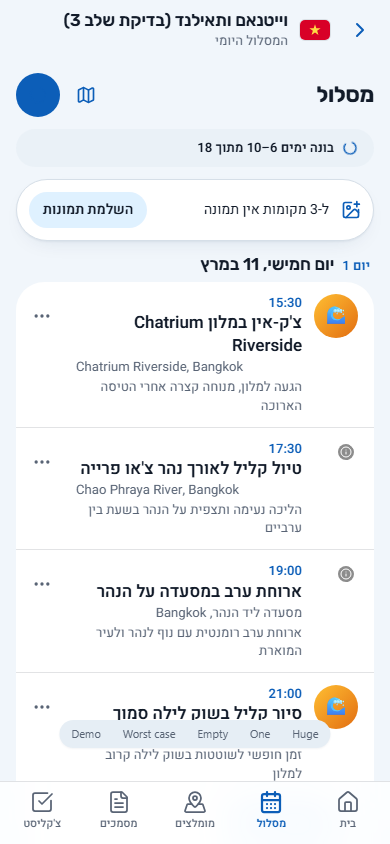 וייטנאם ותאילנד (בדיקת שלב 3)
המסלול היומי
מסלול
בונה ימים 6–10 מתוך 18
ל-3 מקומות אין תמונה
השלמת תמונות
יום 1 יום חמישי, 11 במרץ
15:30
צ'ק-אין במלון Chatrium
Riverside
Chatrium Riverside, Bangkok
הגעה למלון, מנוחה קצרה אחרי הטיסה
הארוכה
17:30
טיול קליל לאורך נהר צ'או פרייה
Chao Phraya River, Bangkok
הליכה נעימה ותצפית על הנהר בשעת בין
ערביים
19:00
ארוחת ערב במסעדה על הנהר
מסעדה ליד הנהר, Bangkok
ארוחת ערב רומנטית עם נוף לנהר ולעיר
המוארת
21:00
סיור קליל בשוק לילה סמוך
Demo Worst case Empty One Huge
זמן חופשי לשוטטות בשוק לילה קרוב
למלון
בית
מסלול
מומלצים
מסמכים
צ'קליסט